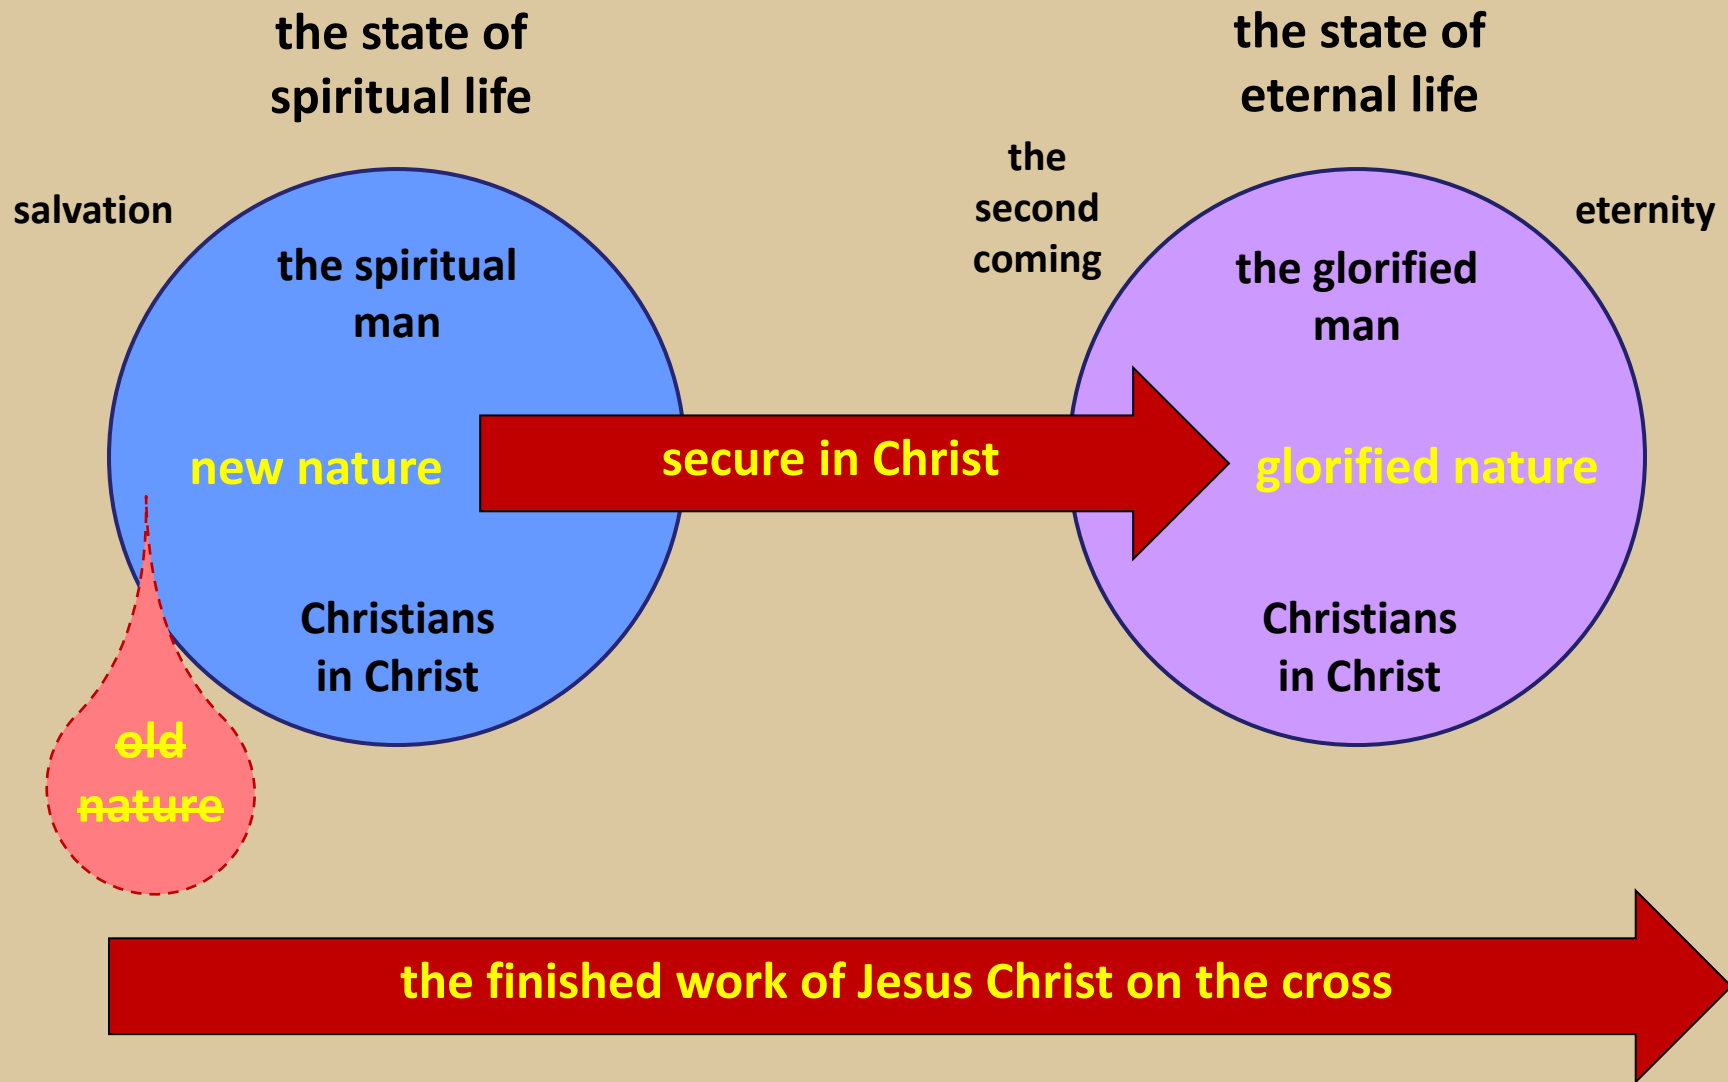 the state of
spiritual life
the state of
eternal life
salvation
the
second
coming
eternity
the spiritual
man
the glorified
man
new nature
secure in Christ
glorified nature
Christians
in Christ
Christians
in Christ
old
nature
the finished work of Jesus Christ on the cross